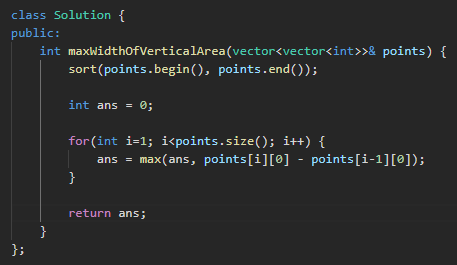 class Solution {
public:
    int maxWidthOfVerticalArea(vector<vector<int>>& points) {
        sort(points.begin(), points.end());
        int ans = 0;
        for(int i=1; i<points.size(); i++) {
            ans = max(ans, points[i][0] - points[i-1][0]);
        }
        return ans;
    }
};